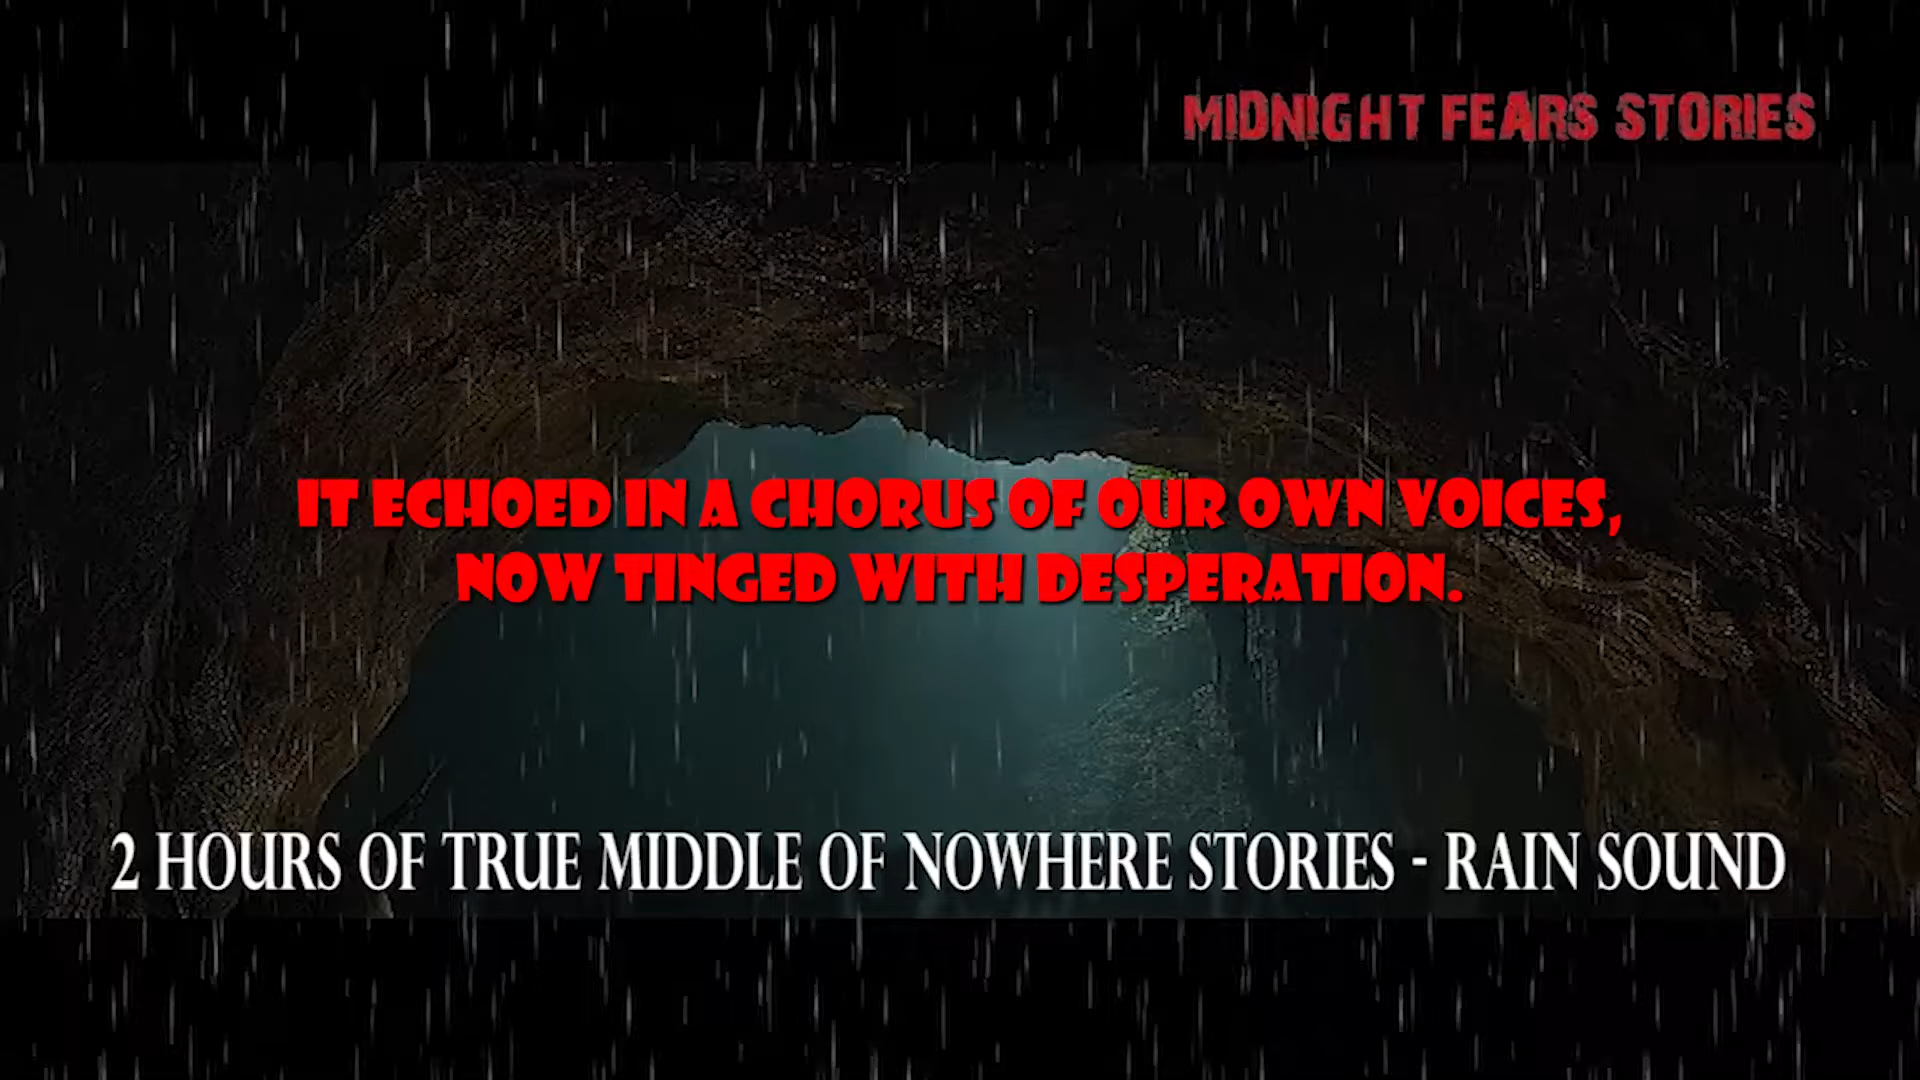 MIDNIGHT FEARS STORIES
IT ECHOED IN A CHORUS OF OUR OWN VOICES,
NOW TINGED WITH DESPERATION.
2 HOURS OF TRUE MIDDLE OF NOWHERE STORIES - RAIN SOUND